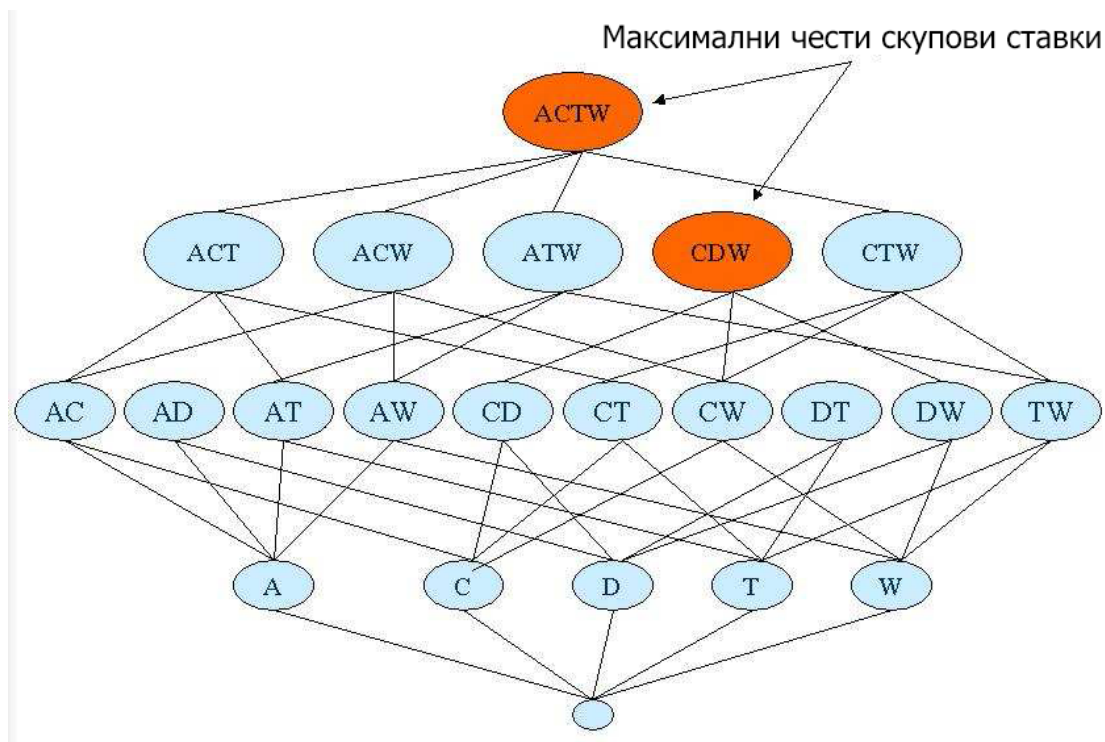 Максимални чести скупови ставки
ACTW
ACT ACW ATW CDW CTW
AC AD AT AW CD CT CW DT DW TW
A C D T W